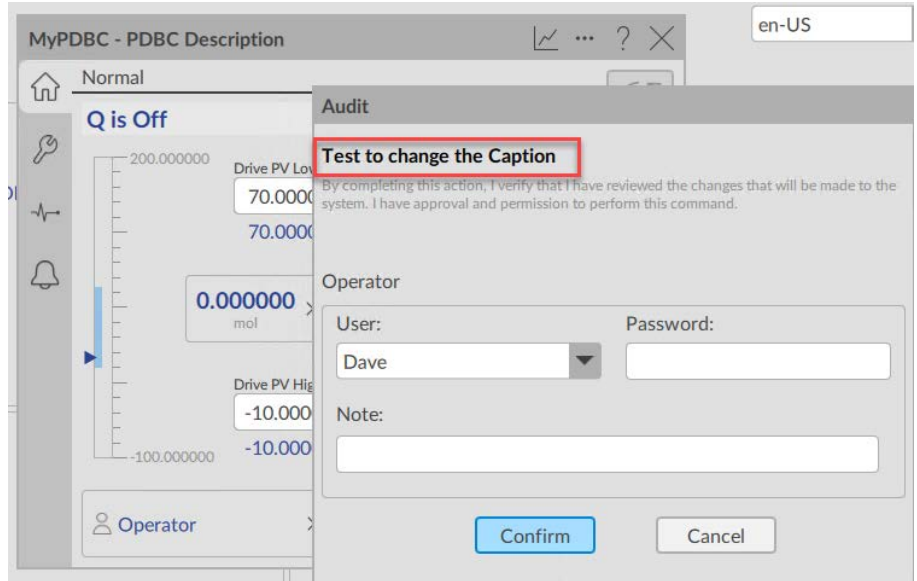 en-US
MyPDBC - PDBC Description
... ?
Normal
Q is Off
200.000000
Drive PV Lo
70.000
70.000
0.000000
mol
Drive PV Hig
-10.000
-10.000
-100.000000
Operator
Audit
Test to change the Caption
By completing this action, I verify that I have reviewed the changes that will be made to the
system. I have approval and permission to perform this command.
Operator
User:
Password:
Dave
Note:
Confirm
Cancel